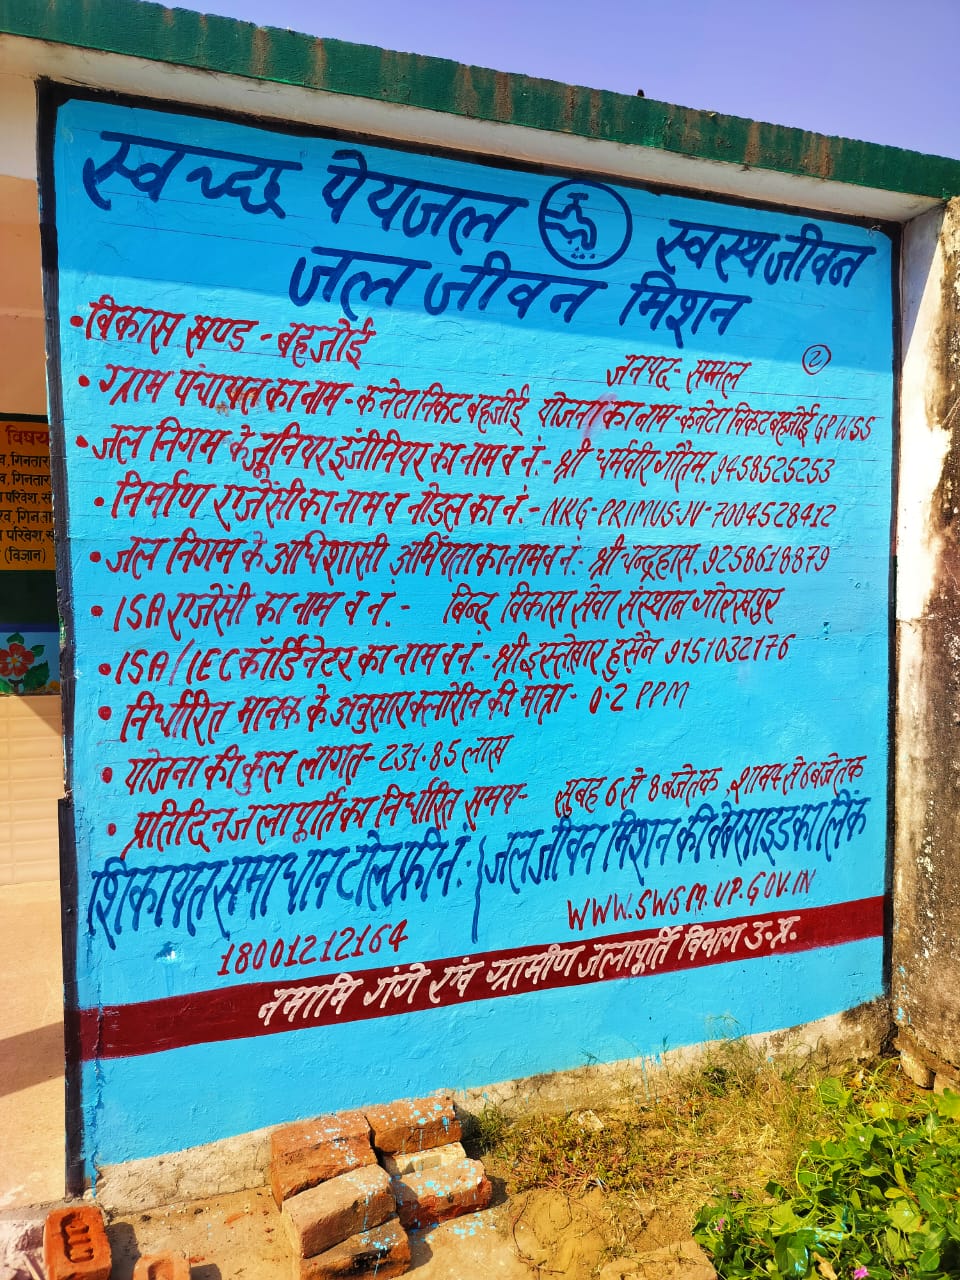 स्वच्छ पेयजल स्वस्थ जीवन
जल जीवन मिशन
•विकास खण्ड - बहजोई जनपद - सम्भल (2)
•ग्राम पंचायत का नाम - कनेटा निकट बहजोई योजना का नाम - कनेटा निकट बहजोई GPWSS
•जल निगम के जूनियर इंजीनियर का नाम व नं.- श्री धर्मवीर गौतम, 9458525253
•निर्माण एजेंसी का नाम व नोडल का नं.- NKG-PRIMUS-JV-7004528412
•जल निगम के अधिशासी अभियंता का नाम व नं.- श्री चन्द्रहास, 9258618879
•ISA एजेंसी का नाम व नं.- बिन्दु विकास सेवा संस्थान गोरखपुर
•ISA/IEC कॉर्डिनेटर का नाम व नं.- श्री इस्तेखार हुसैन 9151032176
•निर्धारित मानक के अनुसार क्लोरीन की मात्रा- 0.2 PPM
•योजना की कुल लागत- 231.85 लाख
•प्रतिदिन जलापूर्ति का निर्धारित समय- सुबह 6 से 8 बजे तक, शाम 4 से 6 बजे तक
शिकायत समाधान टोल फ्री नं:
18001212164
जल जीवन मिशन की वेबसाइड का लिंक
WWW.SWSM.UP.GOV.IN
नमामि गंगे एवं ग्रामीण जलापूर्ति विभाग उ.प्र.
विषय
(विज्ञान)